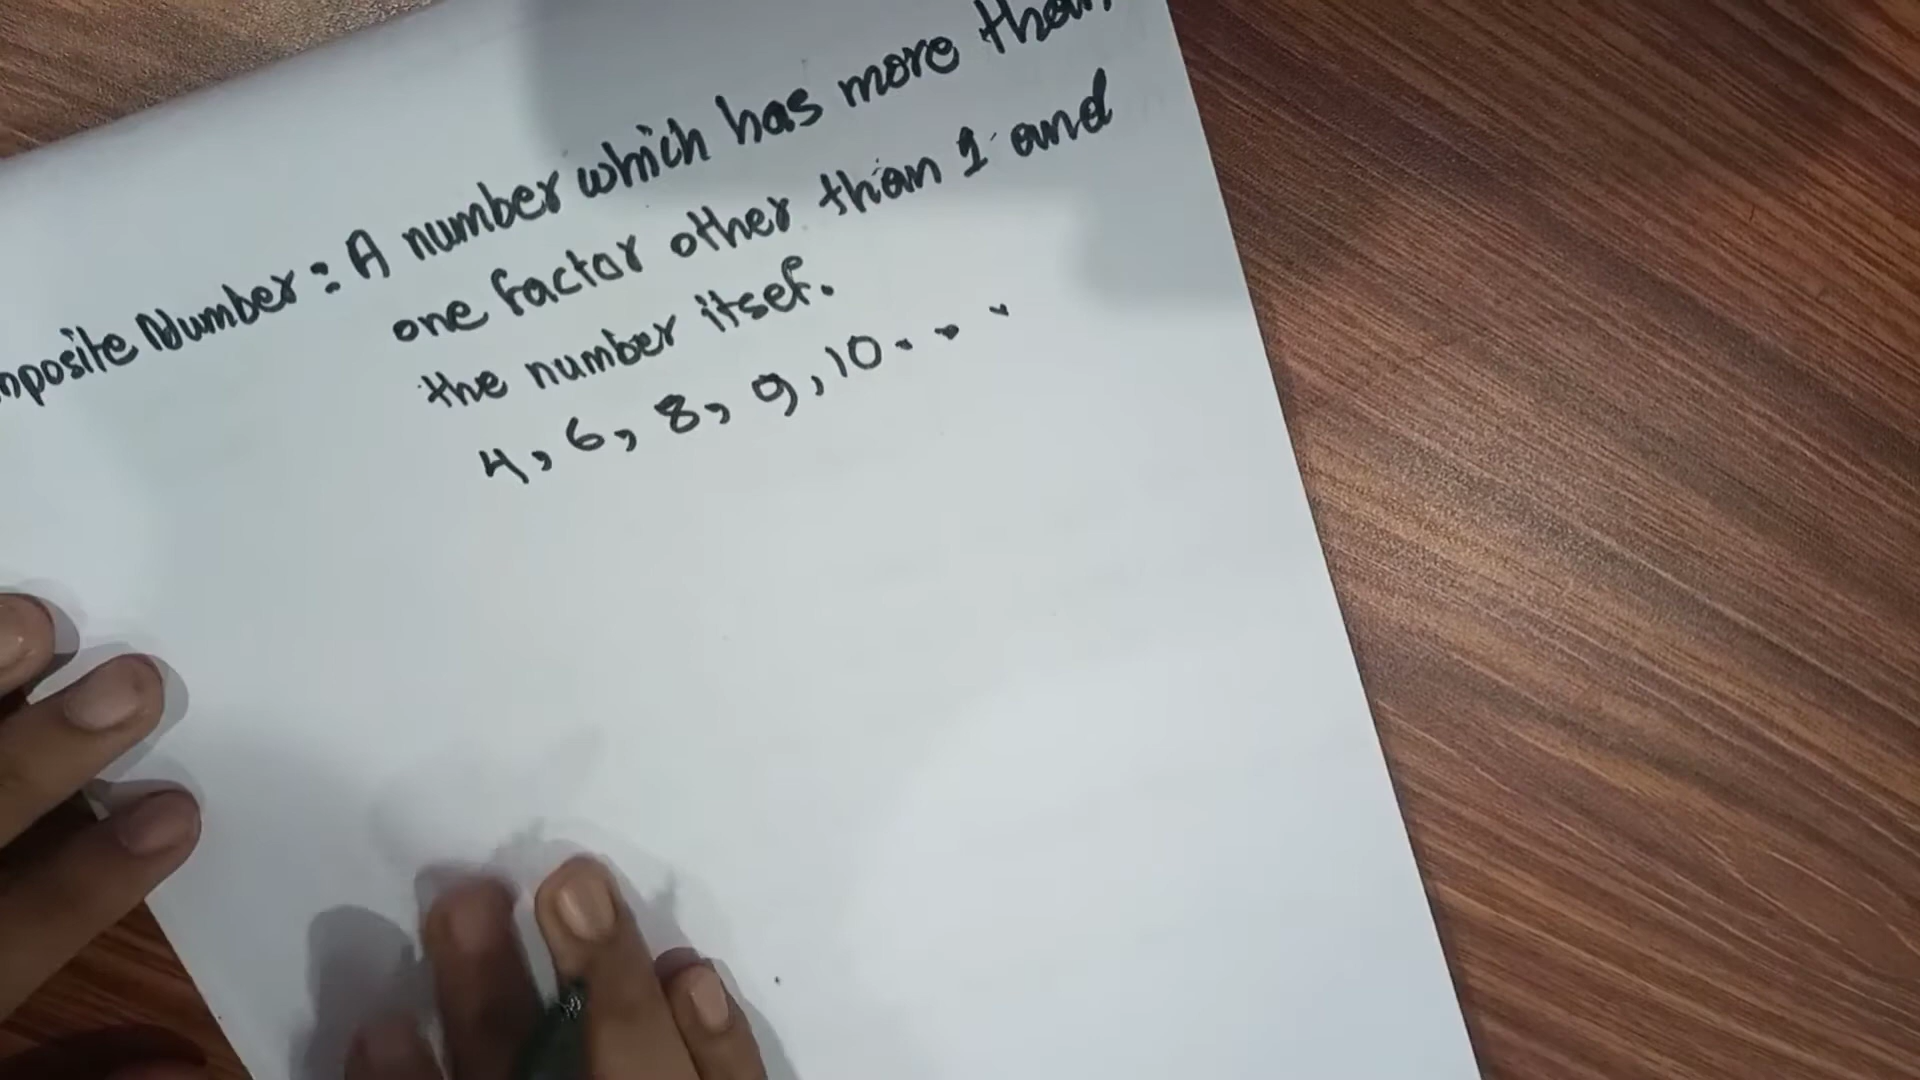 mposite Number: A number which has more than
one factor other than 1 and
the number itsef.
4, 6, 8, 9, 10. . .